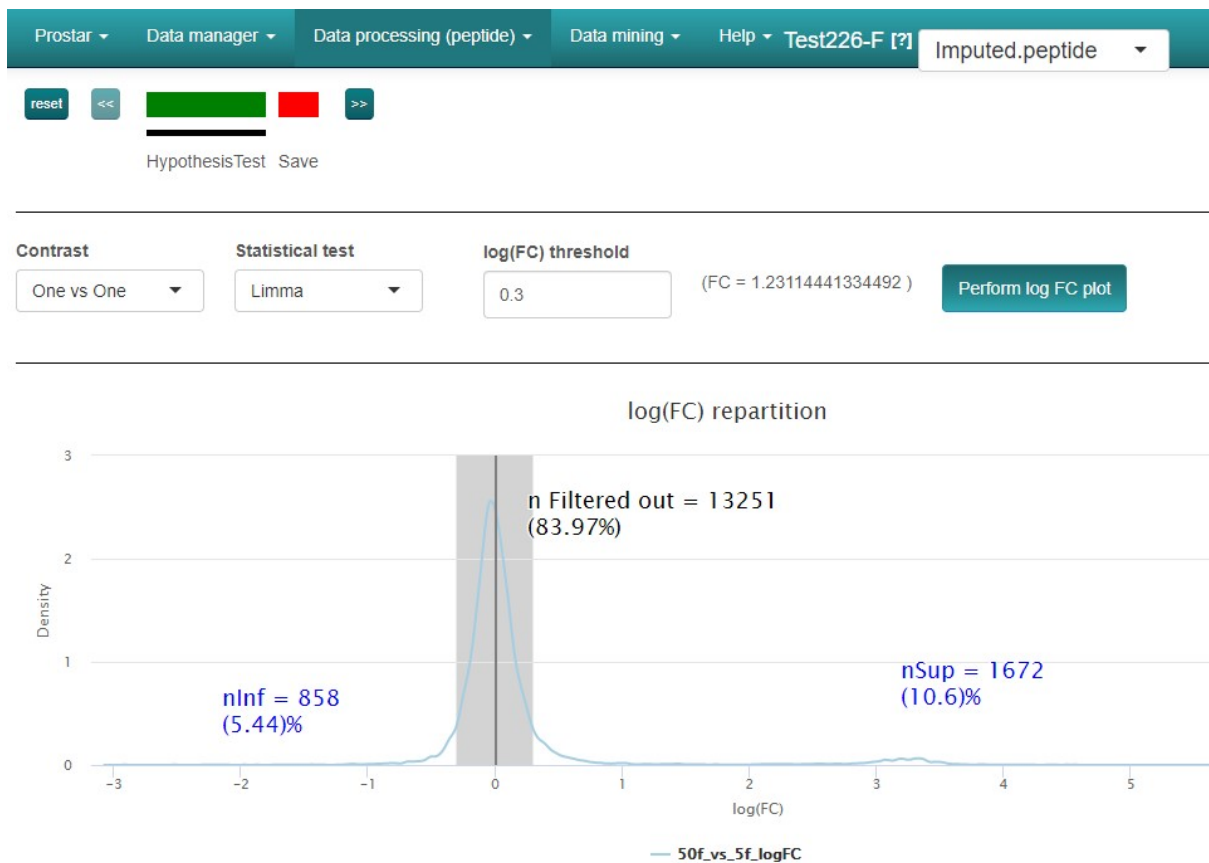 Prostar Data manager Data processing (peptide) Data mining Help Test226-F [?] Imputed.peptide
reset << >>
HypothesisTest Save
Contrast Statistical test log(FC) threshold
One vs One Limma 0.3 (FC = 1.23114441334492 ) Perform log FC plot
log(FC) repartition
3
n Filtered out = 13251
(83.97%)
2
Density
1
nInf = 858
(5.44)%
nSup = 1672
(10.6)%
0
−3 −2 −1 0 1 2 3 4 5
log(FC)
50f_vs_5f_logFC